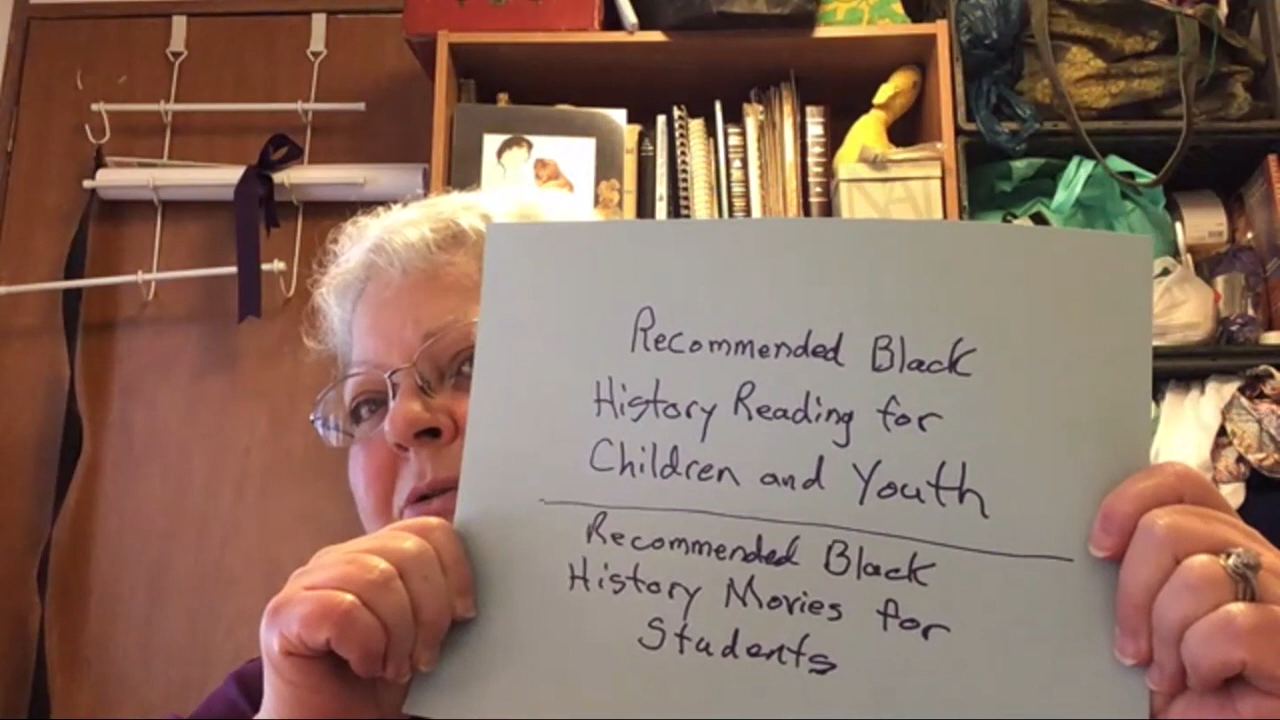 Recommended Black
History Reading for
Children and Youth
Recommended Black
History Movies for
Students